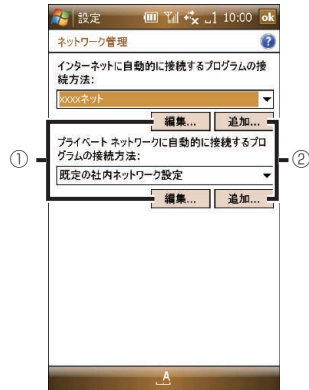 設定 10:00 ok
ネットワーク管理
インターネットに自動的に接続するプログラムの接
続方法:
xxxxネット
編集... 追加...
プライベート ネットワークに自動的に接続するプロ
グラムの接続方法:
① ②
既定の社内ネットワーク設定
編集... 追加...
A